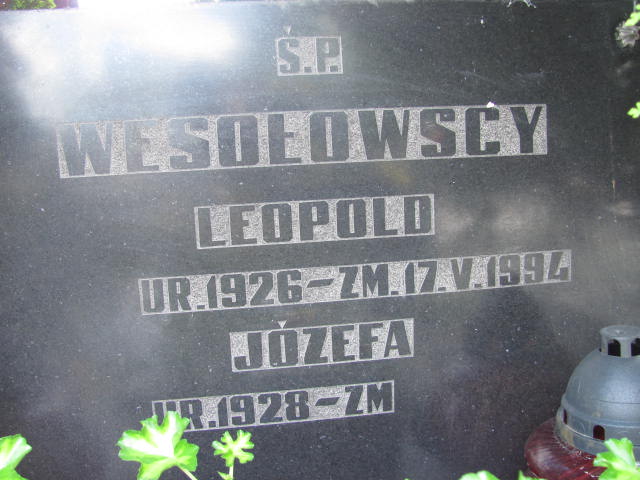 Ś.P.
WESOŁOWSCY
LEOPOLD
UR.1926-ZM.17.V.1994
JÓZEFA
UR.1928-ZM